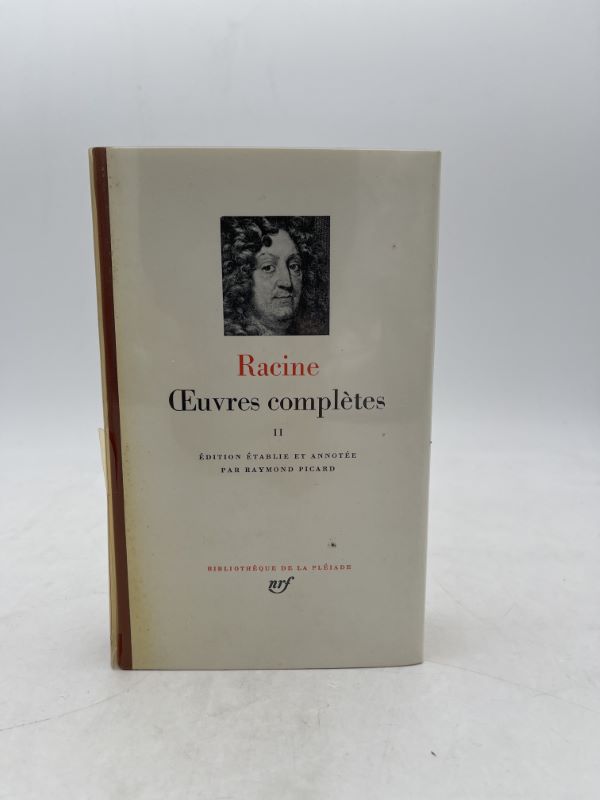 Racine
Œuvres complètes
II
ÉDITION ÉTABLIE ET ANNOTÉE
PAR RAYMOND PICARD
BIBLIOTHÈQUE DE LA PLÉIADE
nrf